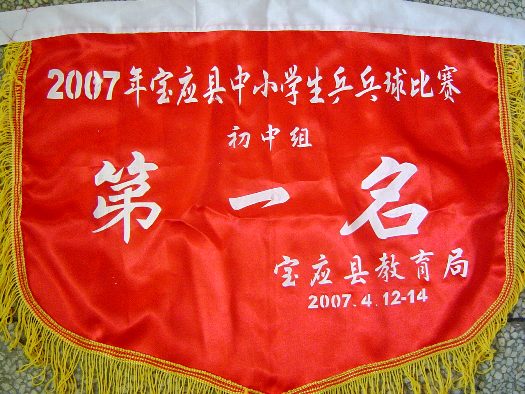 2007年宝应县中小学生乒乓球比赛
初中组
第一名
宝应县教育局
2007.4.12-14